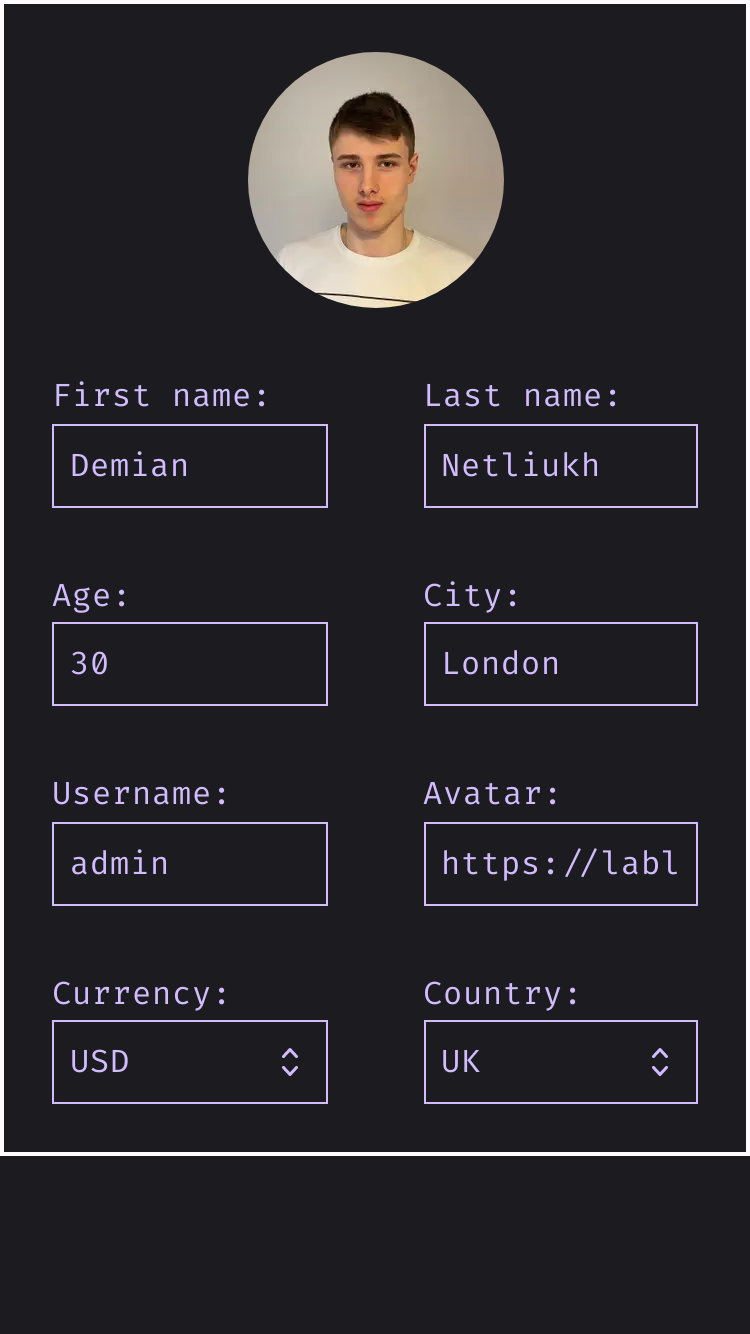 First name: Last name:
Demian Netliukh
Age: City:
30 London
Username: Avatar:
admin https://labl
Currency: Country:
USD UK